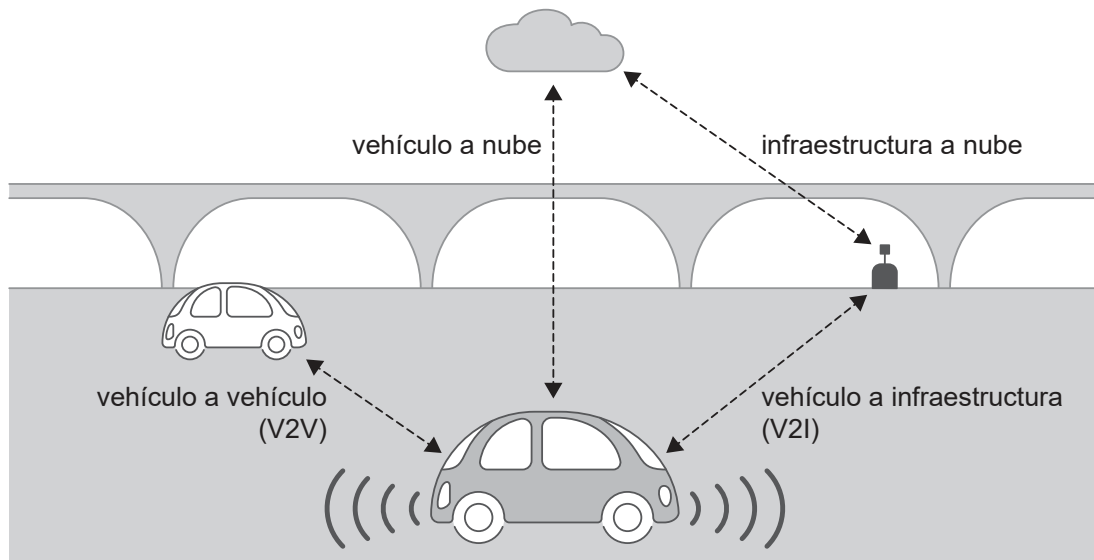 vehículo a nube
infraestructura a nube
vehículo a vehículo
(V2V)
vehículo a infraestructura
(V2I)